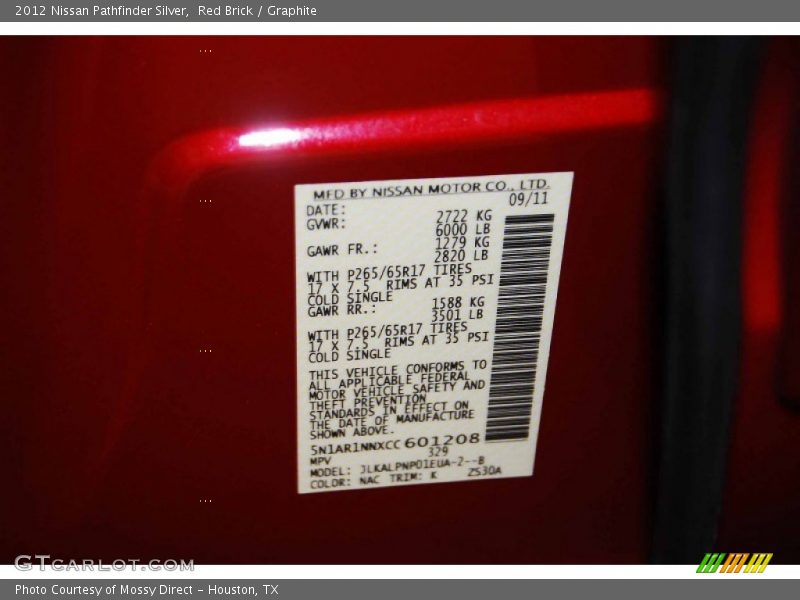 2012 Nissan Pathfinder Silver,  Red Brick / Graphite
MFD BY NISSAN MOTOR CO., LTD.
DATE: 09/11
GVWR: 2722 KG
6000 LB
GAWR FR.: 1279 KG
2820 LB
WITH P265/65R17 TIRES
17 X 7.5 RIMS AT 35 PSI
COLD SINGLE
GAWR RR.: 1588 KG
3501 LB
WITH P265/65R17 TIRES
17 X 7.5 RIMS AT 35 PSI
COLD SINGLE
THIS VEHICLE CONFORMS TO
ALL APPLICABLE FEDERAL
MOTOR VEHICLE SAFETY AND
THEFT PREVENTION
STANDARDS IN EFFECT ON
THE DATE OF MANUFACTURE
SHOWN ABOVE.
5N1AR1NNXCC601208
MPV 329
MODEL: JLKALPNP01EUA-2--B
COLOR: NAC TRIM: K ZS30A
GTCARLOT.COM
Photo Courtesy of Mossy Direct - Houston, TX